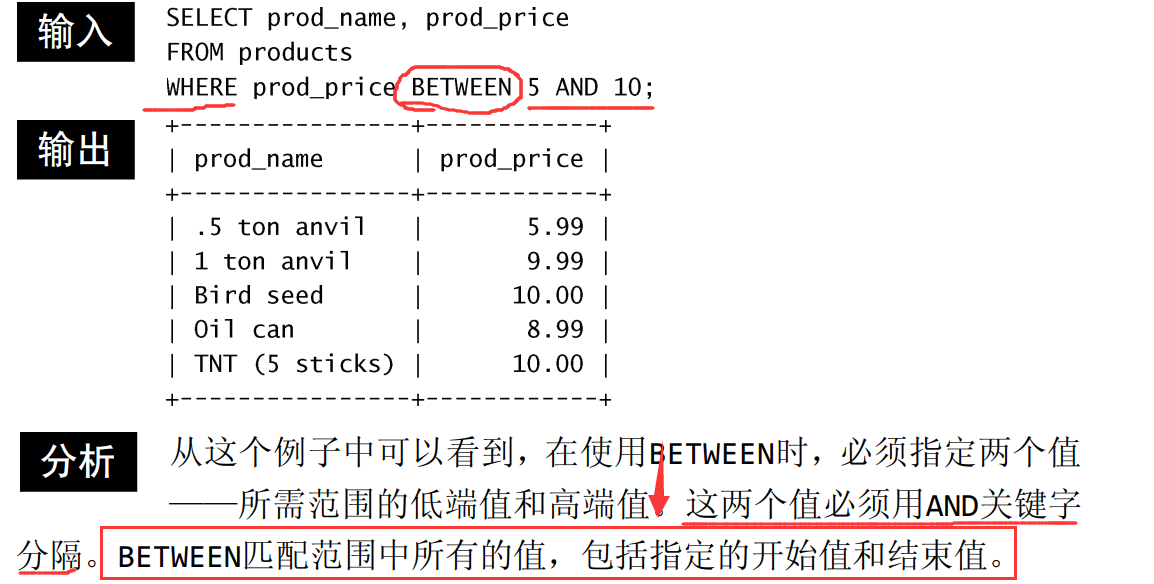 输入
SELECT prod_name, prod_price
FROM products
WHERE prod_price BETWEEN 5 AND 10;
输出
+----------------+------------+
| prod_name      | prod_price |
+----------------+------------+
| .5 ton anvil   |       5.99 |
| 1 ton anvil    |       9.99 |
| Bird seed      |      10.00 |
| Oil can        |       8.99 |
| TNT (5 sticks) |      10.00 |
+----------------+------------+
分析
从这个例子中可以看到，在使用BETWEEN时，必须指定两个值
——所需范围的低端值和高端值。这两个值必须用AND关键字
分隔。BETWEEN匹配范围中所有的值，包括指定的开始值和结束值。